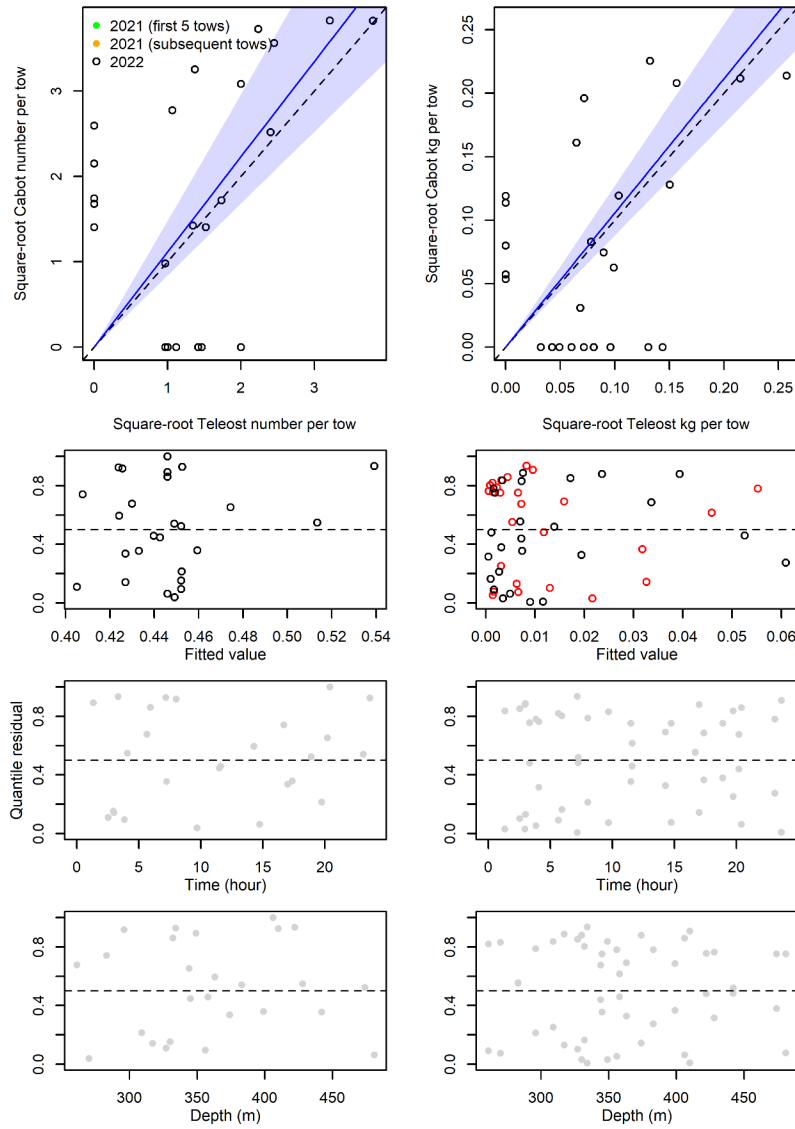 2021 (first 5 tows)
2021 (subsequent tows)
2022
Square-root Cabot number per tow
0 1 2 3
0 1 2 3
Square-root Teleost number per tow
Square-root Cabot kg per tow
0.00 0.05 0.10 0.15 0.20 0.25
0.00 0.05 0.10 0.15 0.20 0.25
Square-root Teleost kg per tow
0.0 0.4 0.8
0.40 0.42 0.44 0.46 0.48 0.50 0.52 0.54
Fitted value
0.0 0.4 0.8
0.00 0.01 0.02 0.03 0.04 0.05 0.06
Fitted value
Quantile residual
0.0 0.4 0.8
0 5 10 15 20
Time (hour)
0.0 0.4 0.8
0 5 10 15 20
Time (hour)
0.0 0.4 0.8
300 350 400 450
Depth (m)
0.0 0.4 0.8
300 350 400 450
Depth (m)